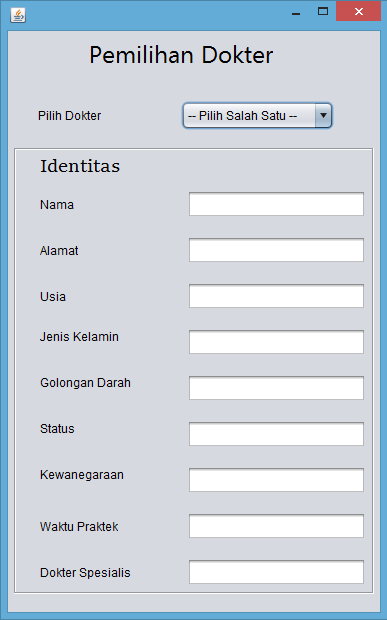 Pemilihan Dokter
Pilih Dokter
-- Pilih Salah Satu --
Identitas
Nama
Alamat
Usia
Jenis Kelamin
Golongan Darah
Status
Kewanegaraan
Waktu Praktek
Dokter Spesialis